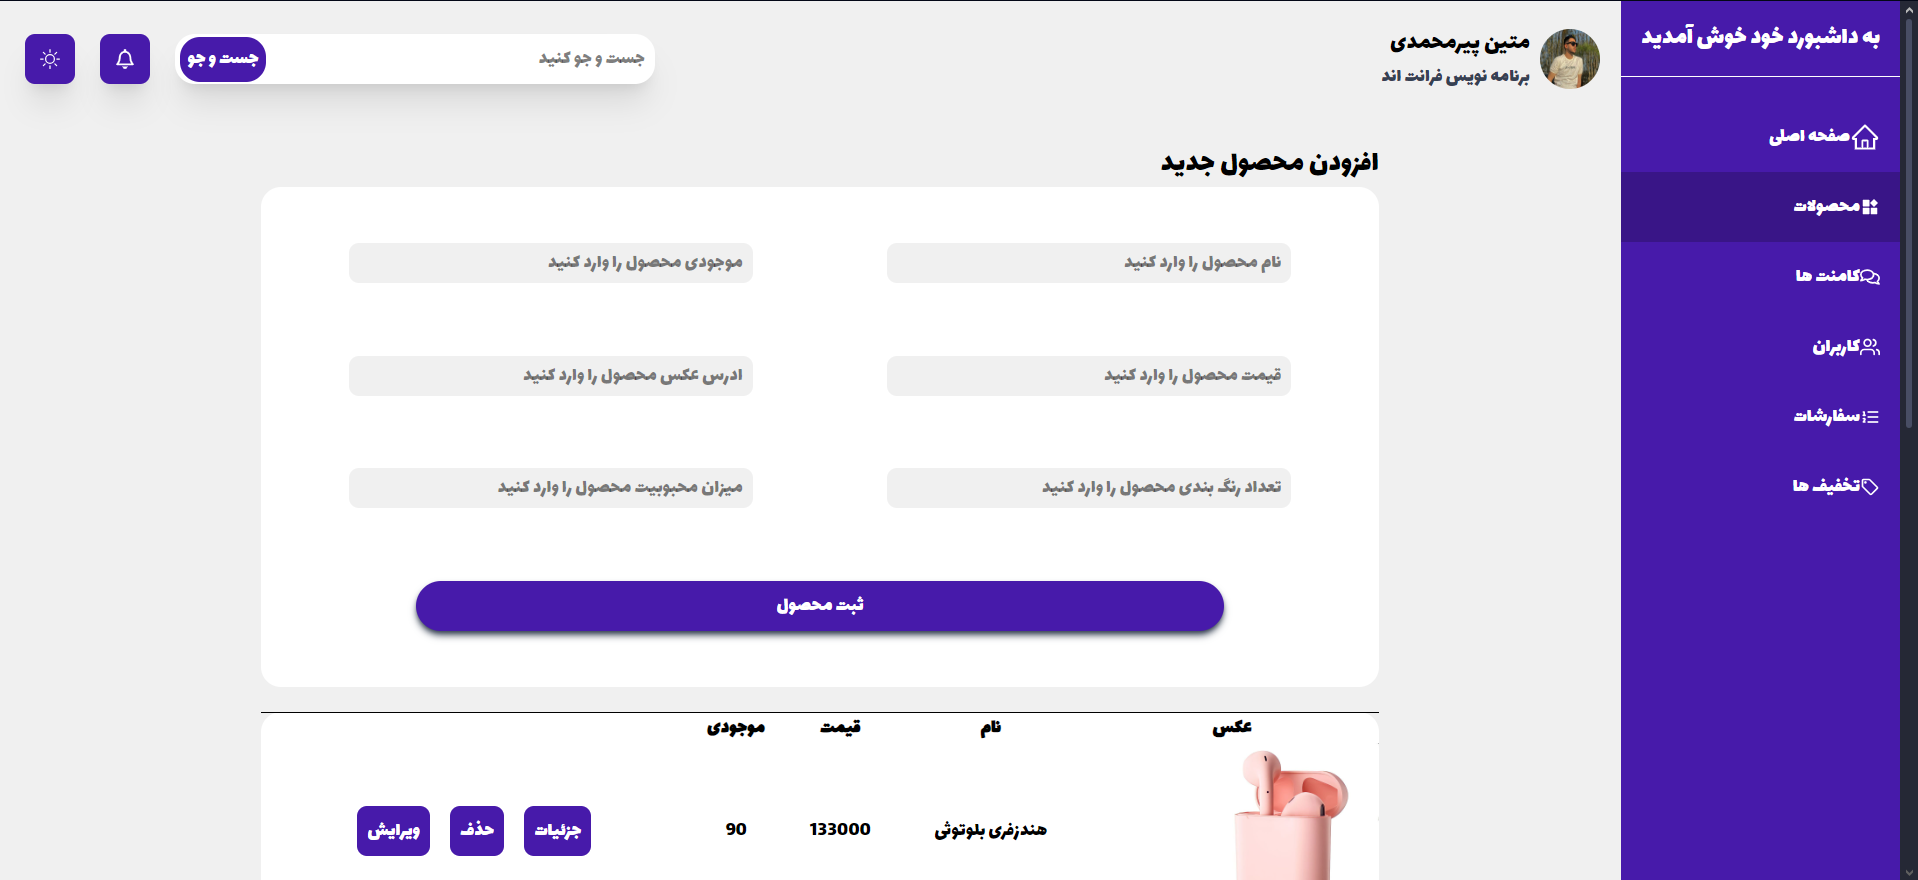 به داشبورد خود خوش آمدید
صفحه اصلی
محصولات
کامنت ها
کاربران
سفارشات
تخفیف ها
متین پیرمحمدی
برنامه نویس فرانت اند
جست و جو کنید
جست و جو
افزودن محصول جدید
نام محصول را وارد کنید
موجودی محصول را وارد کنید
قیمت محصول را وارد کنید
ادرس عکس محصول را وارد کنید
تعداد رنگ بندی محصول را وارد کنید
میزان محبوبیت محصول را وارد کنید
ثبت محصول
عکس نام قیمت موجودی
هندزفری بلوتوثی 133000 90 جزئیات حذف ویرایش